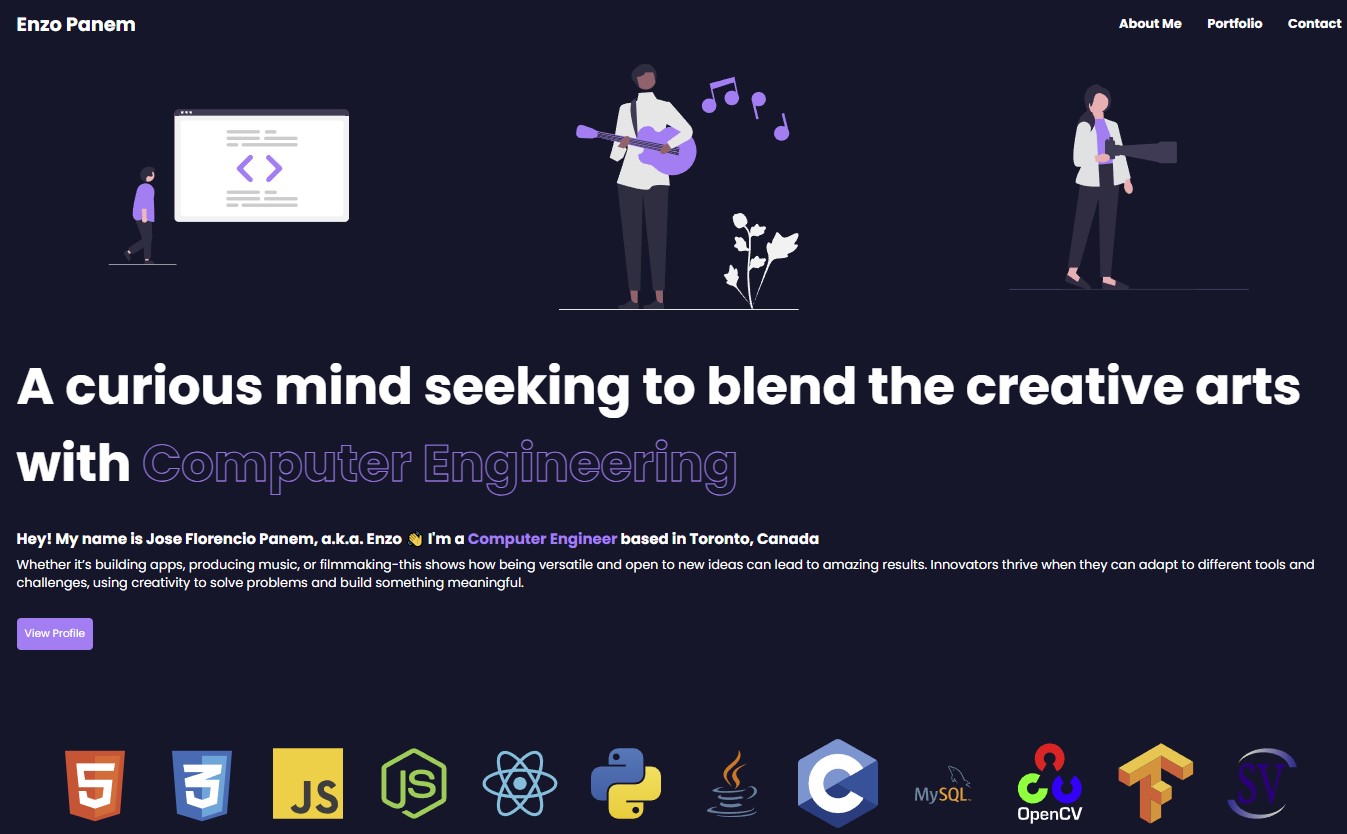 Enzo Panem
About Me Portfolio Contact
A curious mind seeking to blend the creative arts
with Computer Engineering
Hey! My name is Jose Florencio Panem, a.k.a. Enzo 👋 I'm a Computer Engineer based in Toronto, Canada
Whether it's building apps, producing music, or filmmaking-this shows how being versatile and open to new ideas can lead to amazing results. Innovators thrive when they can adapt to different tools and
challenges, using creativity to solve problems and build something meaningful.
View Profile
5 3 JS JS C MySQL OpenCV SV